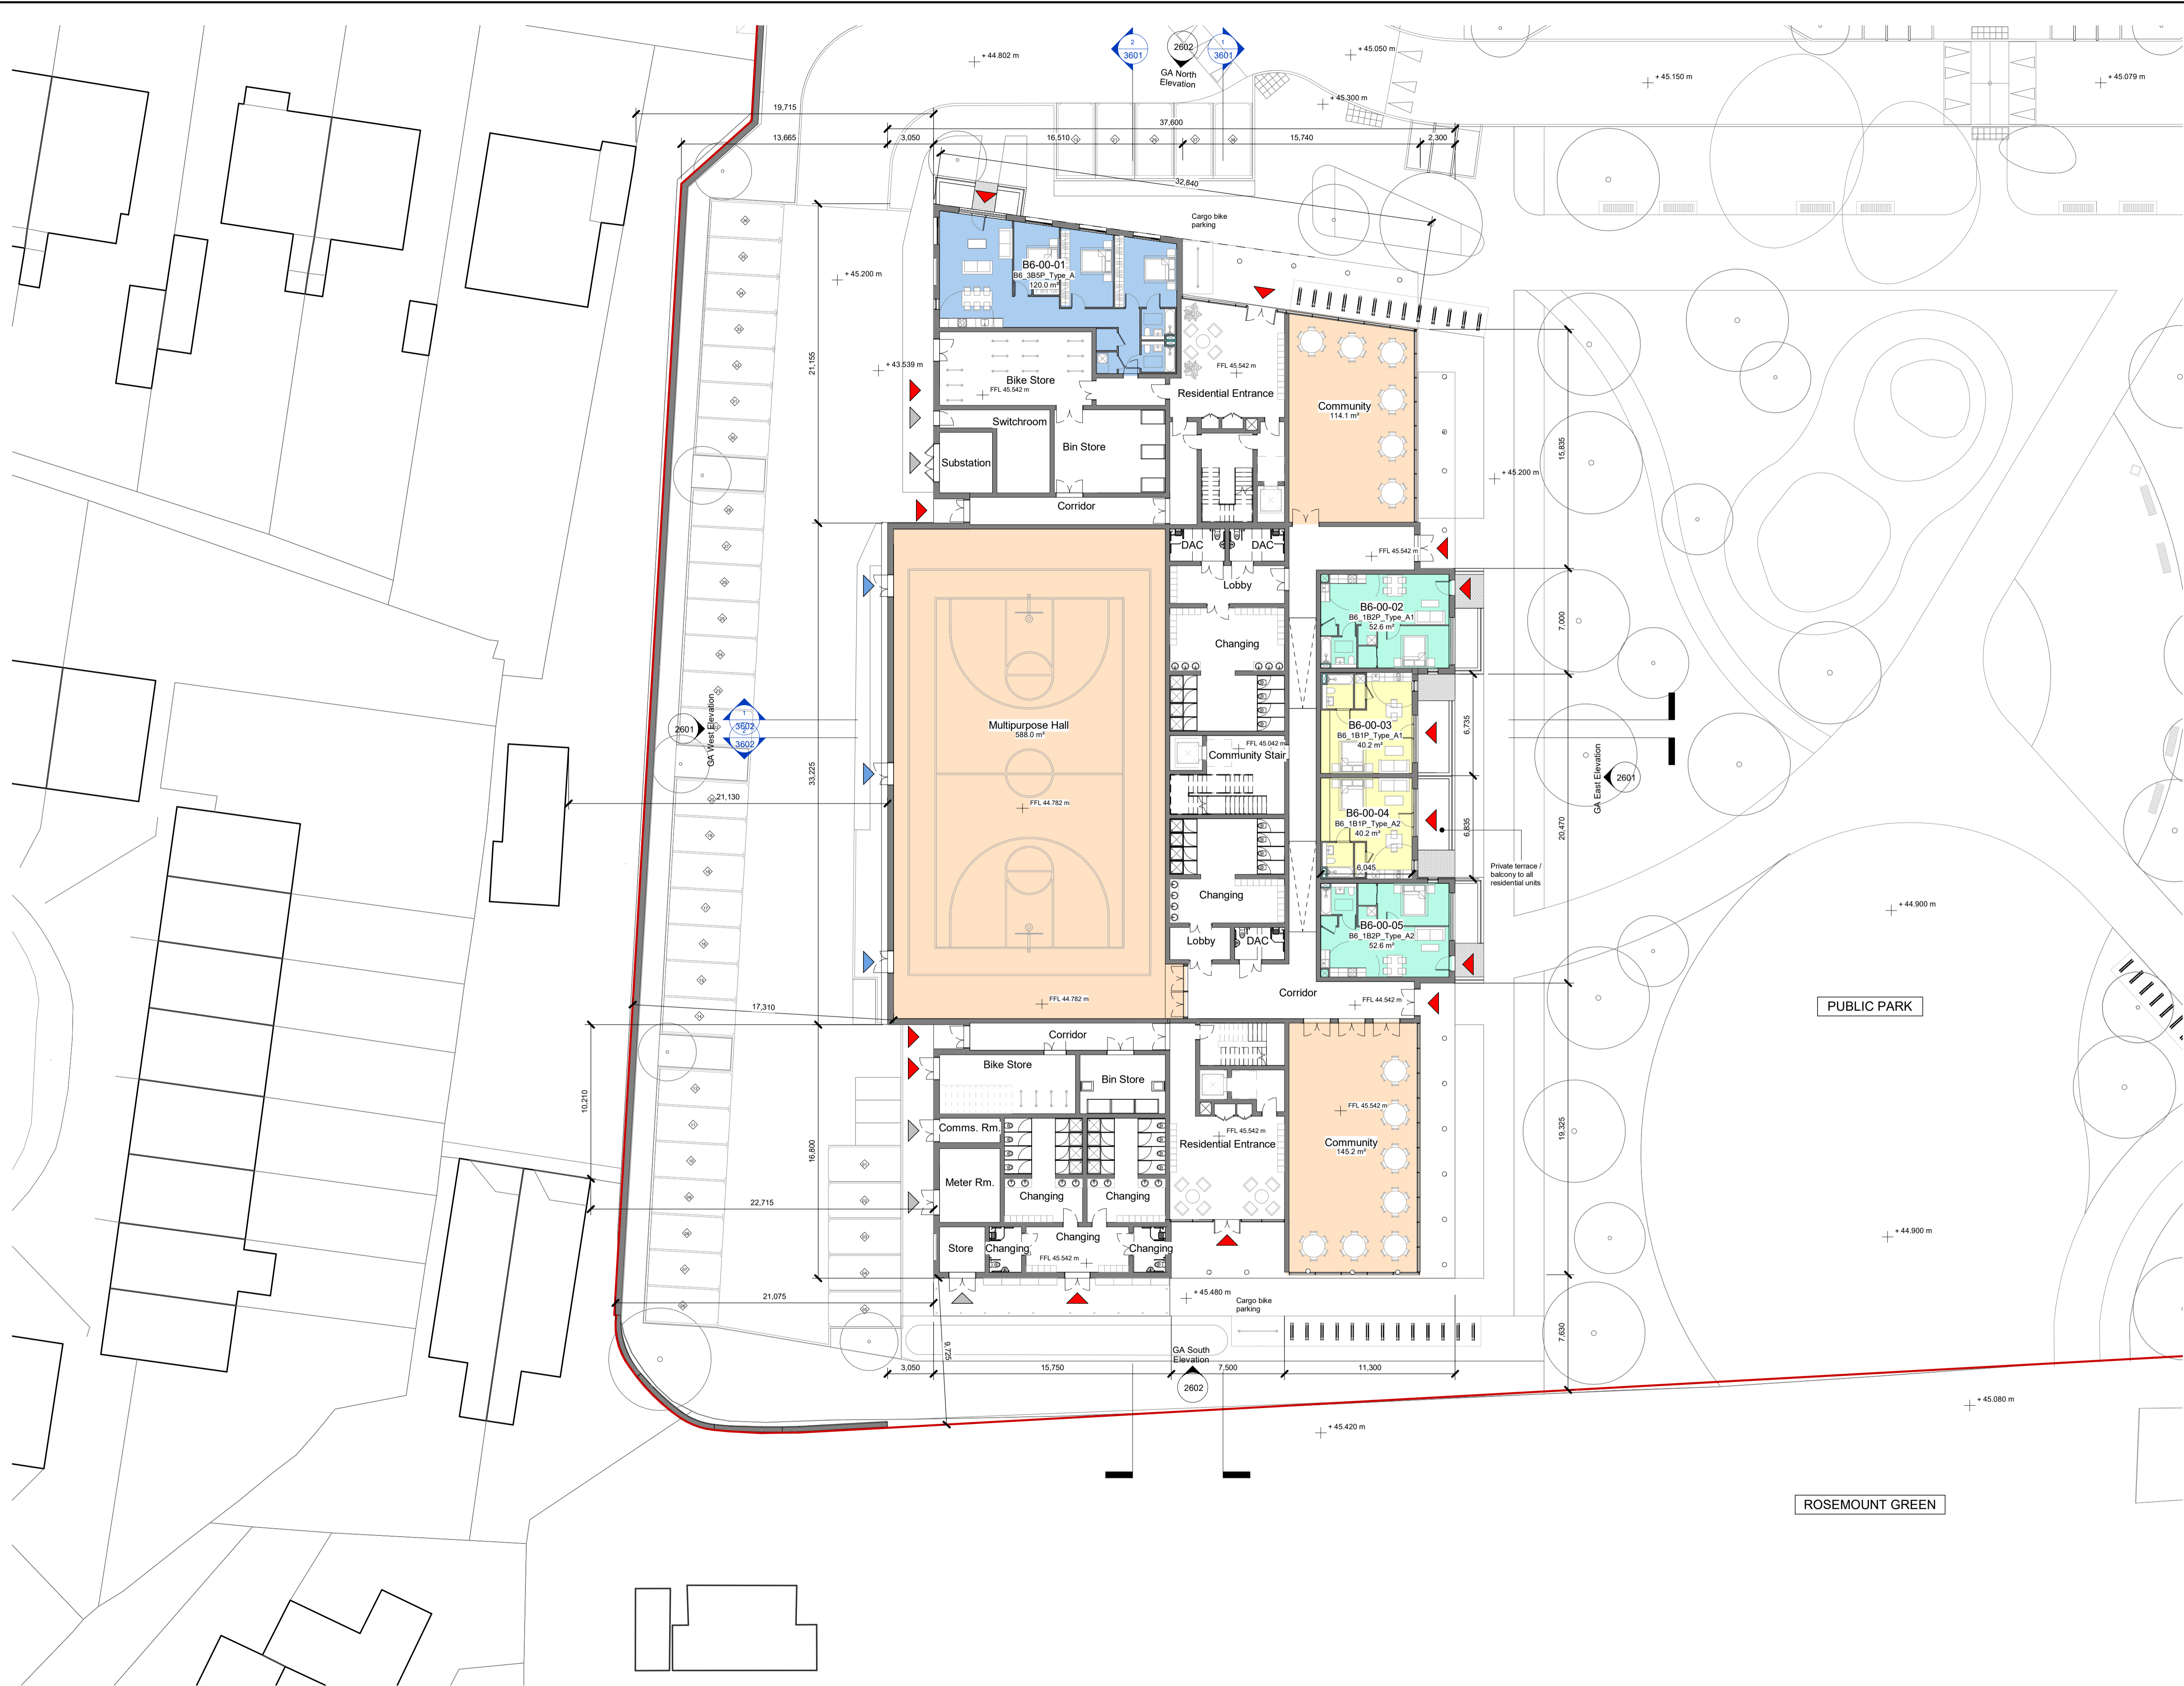 2
3601
2602
1
3601
GA North
Elevation
+ 44.802 m
+ 45.050 m
+ 45.150 m
+ 45.079 m
+ 45.300 m
19,715
37,600
13,665
3,050
16,510
15,740
2,300
32,840
Cargo bike
parking
+ 45.200 m
B6-00-01
B6_3B5P_Type_A
120.0 m²
21,155
+ 43.539 m
FFL 45.542 m
Bike Store
FFL 45.542 m
Residential Entrance
Community
114.1 m²
Switchroom
Bin Store
Substation
15,835
+ 45.200 m
Corridor
DAC
DAC
FFL 45.542 m
Lobby
B6-00-02
B6_1B2P_Type_A1
52.6 m²
7,000
Changing
Multipurpose Hall
588.0 m²
B6-00-03
B6_1B1P_Type_A1
40.2 m²
6,735
2601
GA West Elevation
1
3602
2
3602
FFL 45.042 m
Community Stair
GA East Elevation
2601
33,225
21,130
FFL 44.782 m
B6-00-04
B6_1B1P_Type_A2
40.2 m²
6,835
20,470
6,045
Private terrace /
balcony to all
residential units
Changing
Lobby
DAC
B6-00-05
B6_1B2P_Type_A2
52.6 m²
+ 44.900 m
17,310
FFL 44.782 m
Corridor
FFL 44.542 m
PUBLIC PARK
Corridor
Bike Store
Bin Store
10,210
16,800
Comms. Rm.
FFL 45.542 m
FFL 45.542 m
Residential Entrance
Community
145.2 m²
19,325
Meter Rm.
Changing
Changing
22,715
Changing
Store
Changing
Changing
FFL 45.542 m
+ 44.900 m
21,075
+ 45.480 m
Cargo bike
parking
7,630
9,725
GA South
Elevation
3,050
15,750
7,500
11,300
2602
+ 45.420 m
+ 45.080 m
ROSEMOUNT GREEN